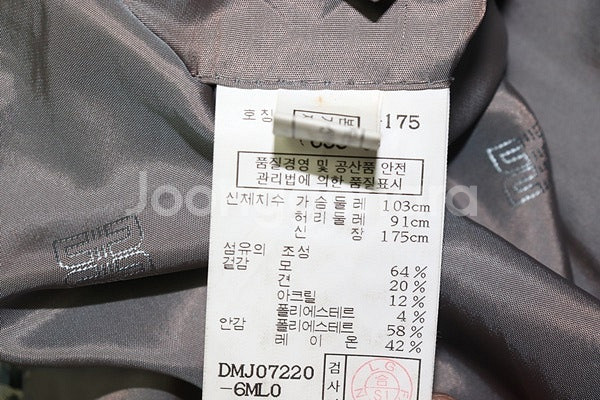 호칭 -175
품질경영 및 공산품 안전
관리법에 의한 품질표시
신체치수 가슴둘레 103cm
허리둘레 91cm
신 장 175cm
섬유의 조성
겉감 모 64%
견 20%
아크릴 12%
폴리에스테르 4%
안감 폴리에스테르 58%
레이온 42%
DMJ07220
-6ML0
검
사
LG